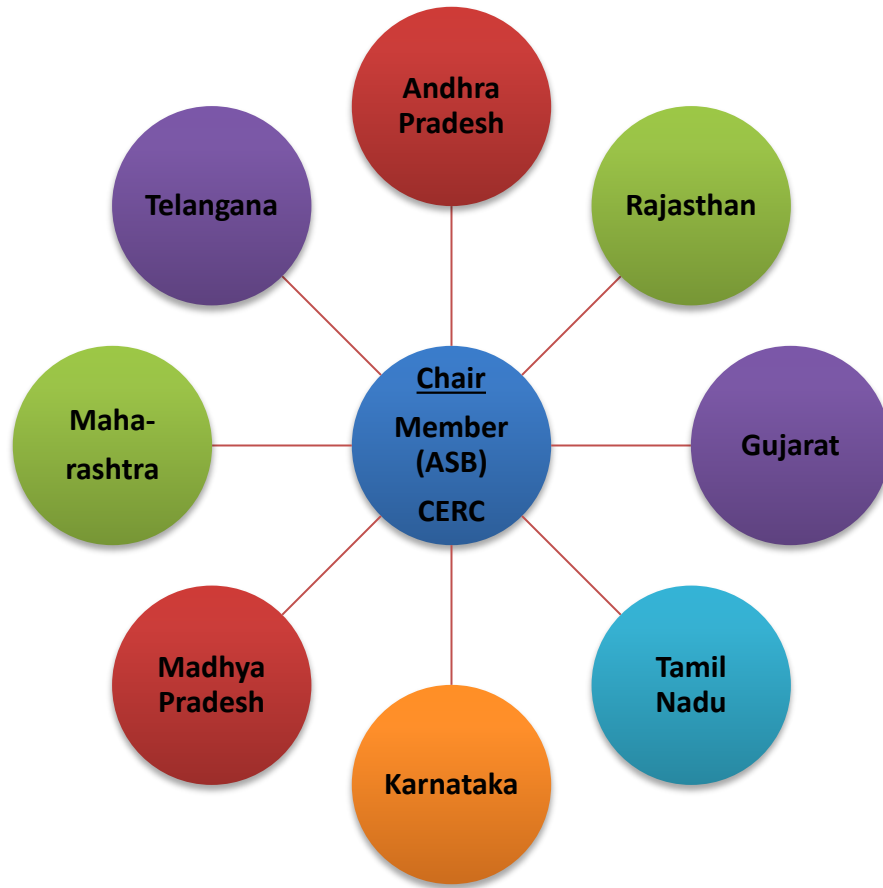 Andhra
Pradesh
Telangana
Rajasthan
Chair
Member
(ASB)
CERC
Maha-
rashtra
Gujarat
Madhya
Pradesh
Tamil
Nadu
Karnataka